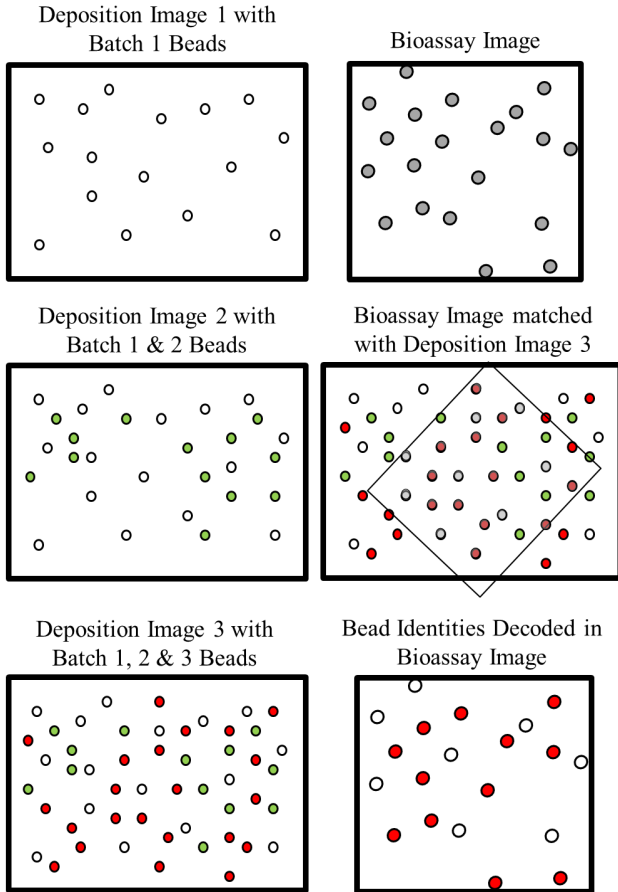 Deposition Image 1 with
Batch 1 Beads
Bioassay Image
Deposition Image 2 with
Batch 1 & 2 Beads
Bioassay Image matched
with Deposition Image 3
Deposition Image 3 with
Batch 1, 2 & 3 Beads
Bead Identities Decoded in
Bioassay Image